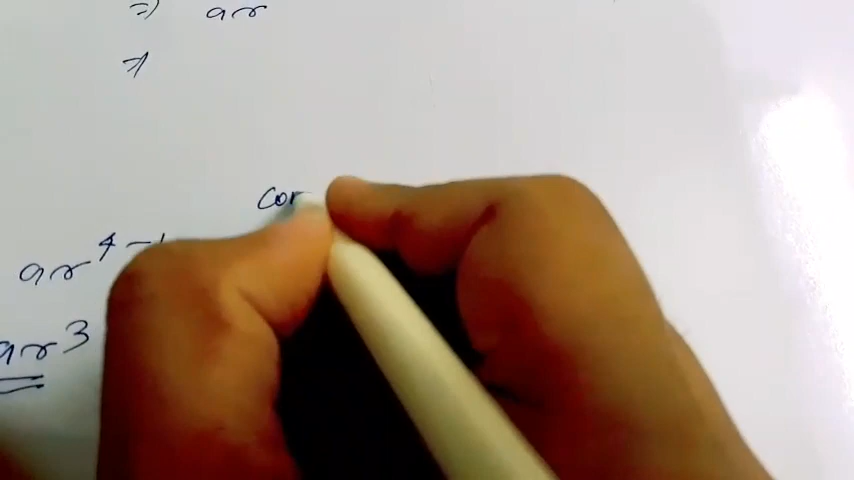 =) ar
=)
Cor
ar⁴⁻¹
ar³